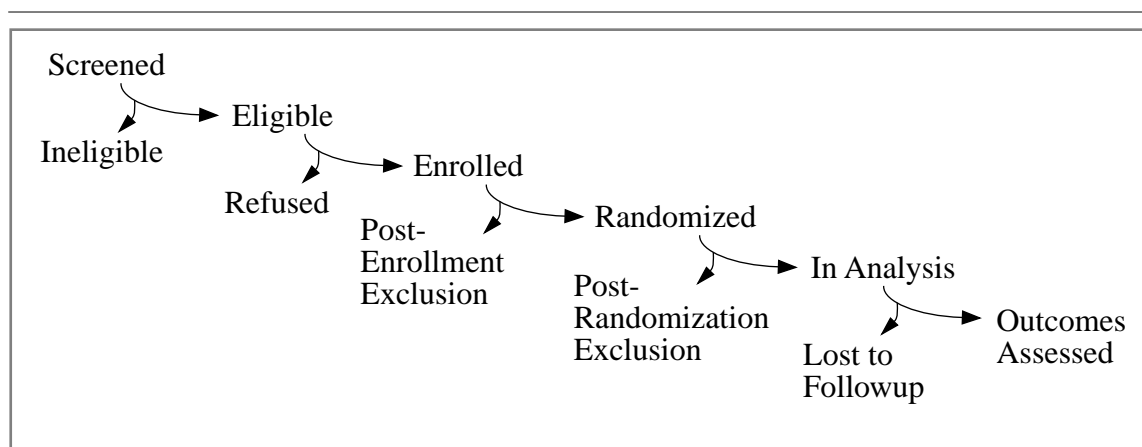 Screened
Eligible
Ineligible
Enrolled
Refused
Randomized
Post-
Enrollment
Exclusion
In Analysis
Post-
Randomization
Exclusion
Outcomes
Assessed
Lost to
Followup